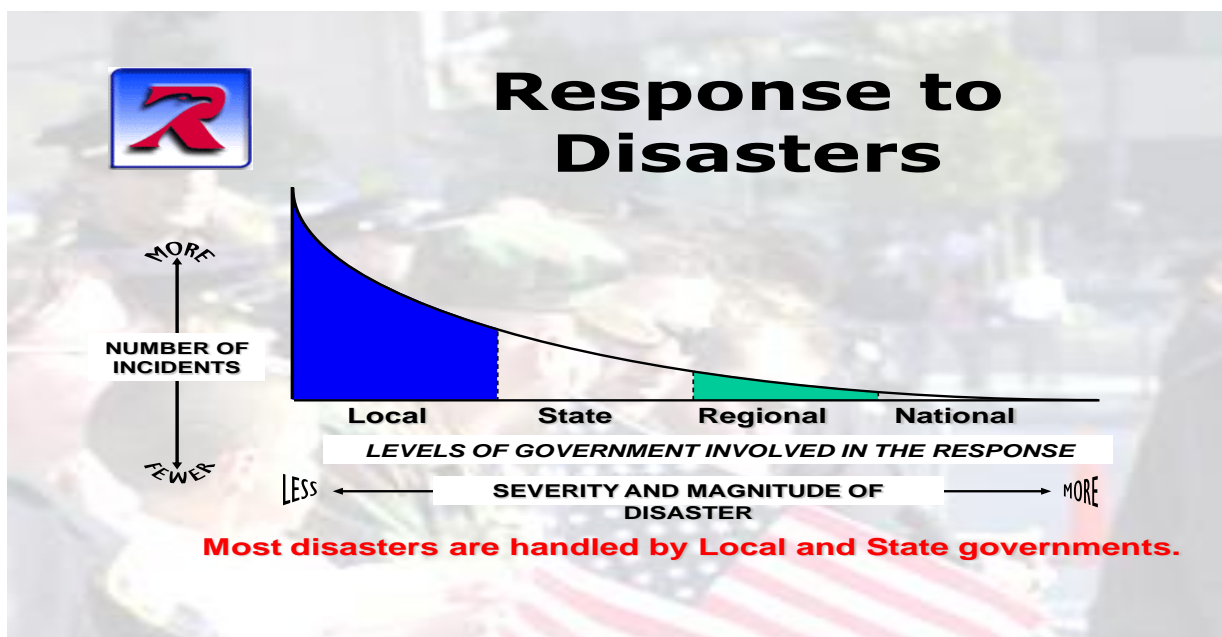 Response to
Disasters
MORE
NUMBER OF
INCIDENTS
FEWER
Local State Regional National
LEVELS OF GOVERNMENT INVOLVED IN THE RESPONSE
LESS SEVERITY AND MAGNITUDE OF MORE
DISASTER
Most disasters are handled by Local and State governments.